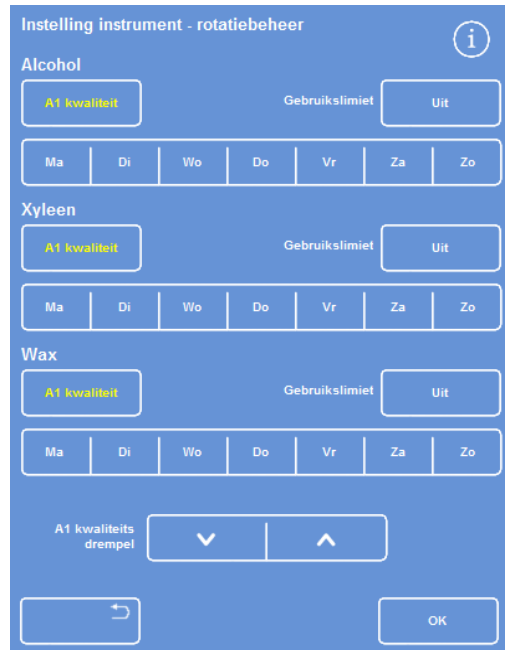 Instelling instrument - rotatiebeheer
i
Alcohol
A1 kwaliteit Gebruikslimiet Uit
Ma Di Wo Do Vr Za Zo
Xyleen
A1 kwaliteit Gebruikslimiet Uit
Ma Di Wo Do Vr Za Zo
Wax
A1 kwaliteit Gebruikslimiet Uit
Ma Di Wo Do Vr Za Zo
A1 kwaliteits
drempel
OK